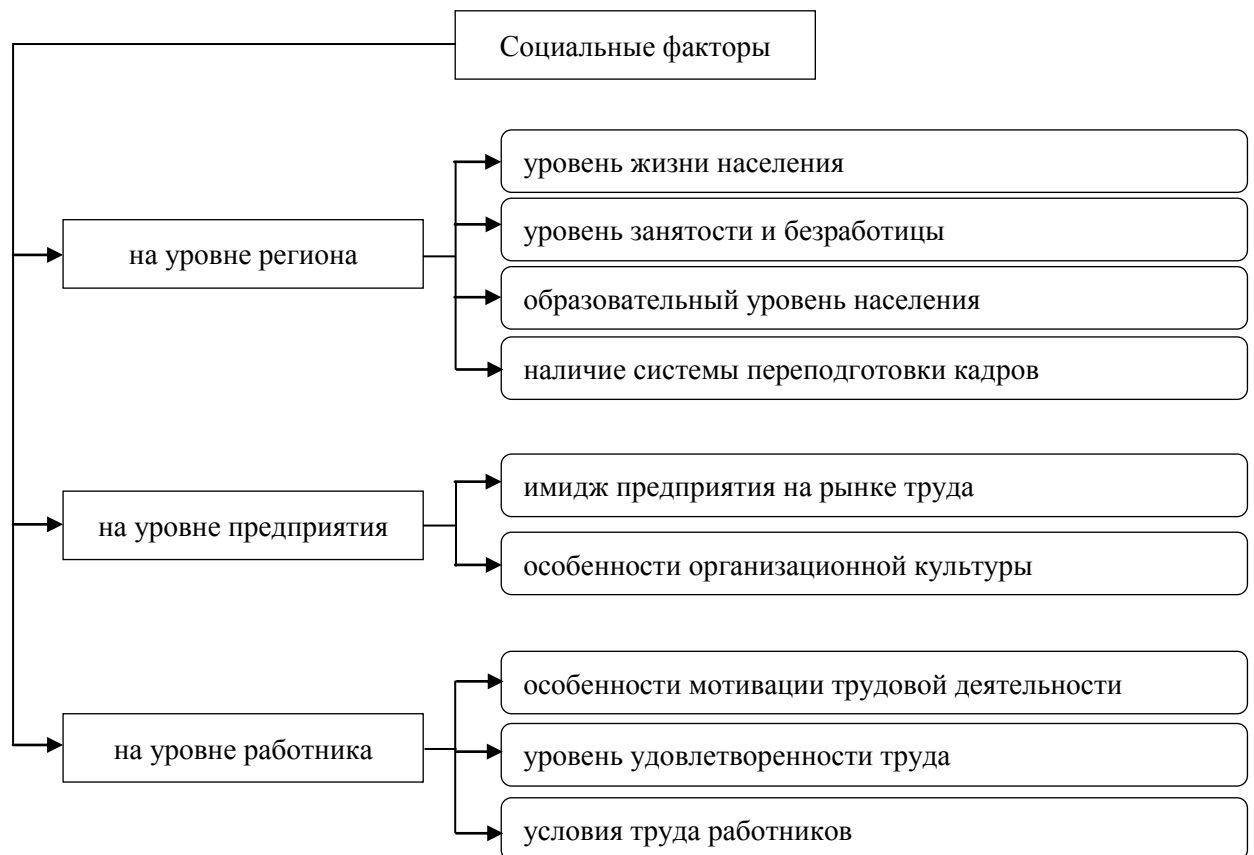 Социальные факторы
на уровне региона
уровень жизни населения
уровень занятости и безработицы
образовательный уровень населения
наличие системы переподготовки кадров
на уровне предприятия
имидж предприятия на рынке труда
особенности организационной культуры
на уровне работника
особенности мотивации трудовой деятельности
уровень удовлетворенности труда
условия труда работников